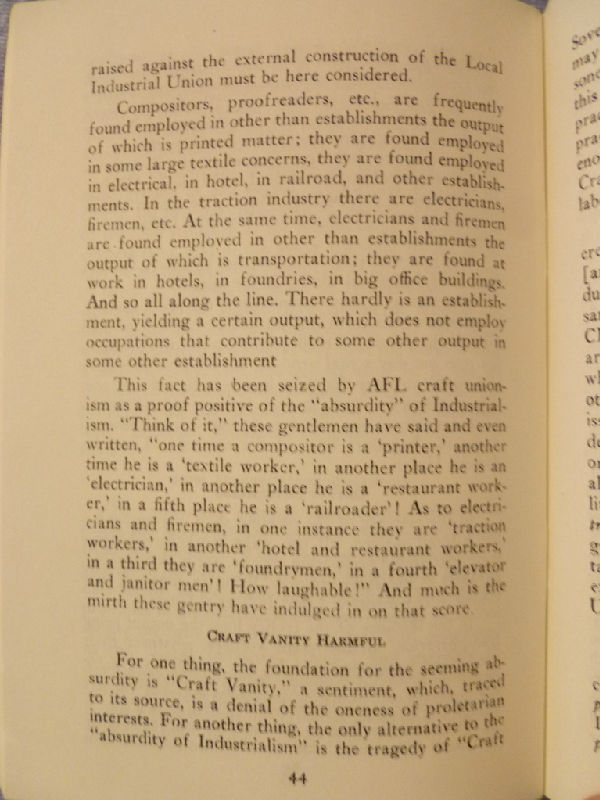 raised against the external construction of the Local
Industrial Union must be here considered.
Compositors, proofreaders, etc., are frequently
found employed in other than establishments the output
of which is printed matter; they are found employed
in some large textile concerns, they are found employed
in electrical, in hotel, in railroad, and other establish-
ments. In the traction industry there are electricians,
firemen, etc. At the same time, electricians and firemen
are found employed in other than establishments the
output of which is transportation; they are found at
work in hotels, in foundries, in big office buildings.
And so all along the line. There hardly is an establish-
ment, yielding a certain output, which does not employ
occupations that contribute to some other output in
some other establishment
This fact has been seized by AFL craft union-
ism as a proof positive of the "absurdity" of Industrial-
ism. "Think of it," these gentlemen have said and even
written, "one time a compositor is a 'printer,' another
time he is a 'textile worker,' in another place he is an
'electrician,' in another place he is a 'restaurant work-
er,' in a fifth place he is a 'railroader'! As to electri-
cians and firemen, in one instance they are 'traction
workers,' in another 'hotel and restaurant workers,'
in a third they are 'foundrymen,' in a fourth 'elevator
and janitor men'! How laughable!" And much is the
mirth these gentry have indulged in on that score.
CRAFT VANITY HARMFUL
For one thing, the foundation for the seeming ab-
surdity is "Craft Vanity," a sentiment, which, traced
to its source, is a denial of the oneness of proletarian
interests. For another thing, the only alternative to the
"absurdity of Industrialism" is the tragedy of "Craft
44